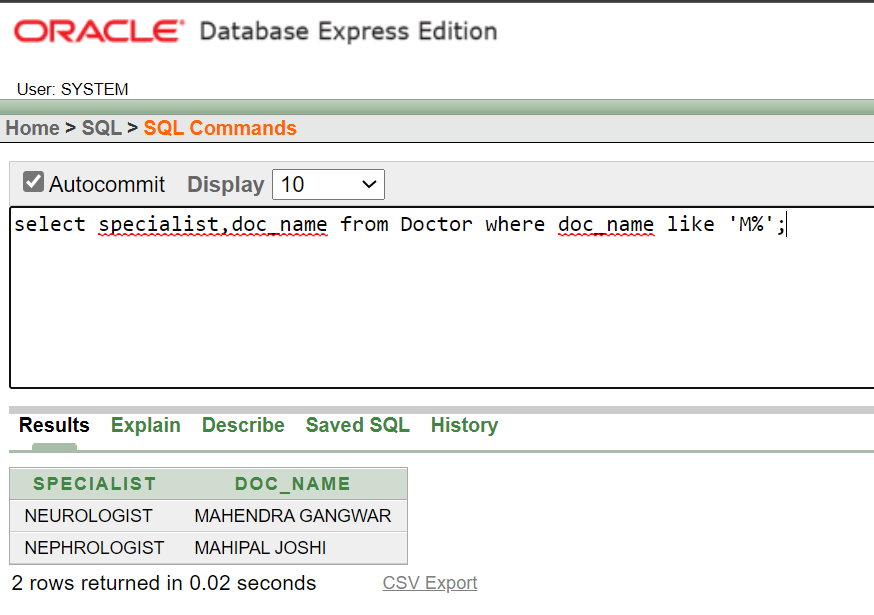 ORACLE® Database Express Edition
User: SYSTEM
Home > SQL > SQL Commands
Autocommit Display 10
select specialist,doc_name from Doctor where doc_name like 'M%';
Results Explain Describe Saved SQL History
SPECIALIST DOC_NAME
NEUROLOGIST MAHENDRA GANGWAR
NEPHROLOGIST MAHIPAL JOSHI
2 rows returned in 0.02 seconds CSV Export